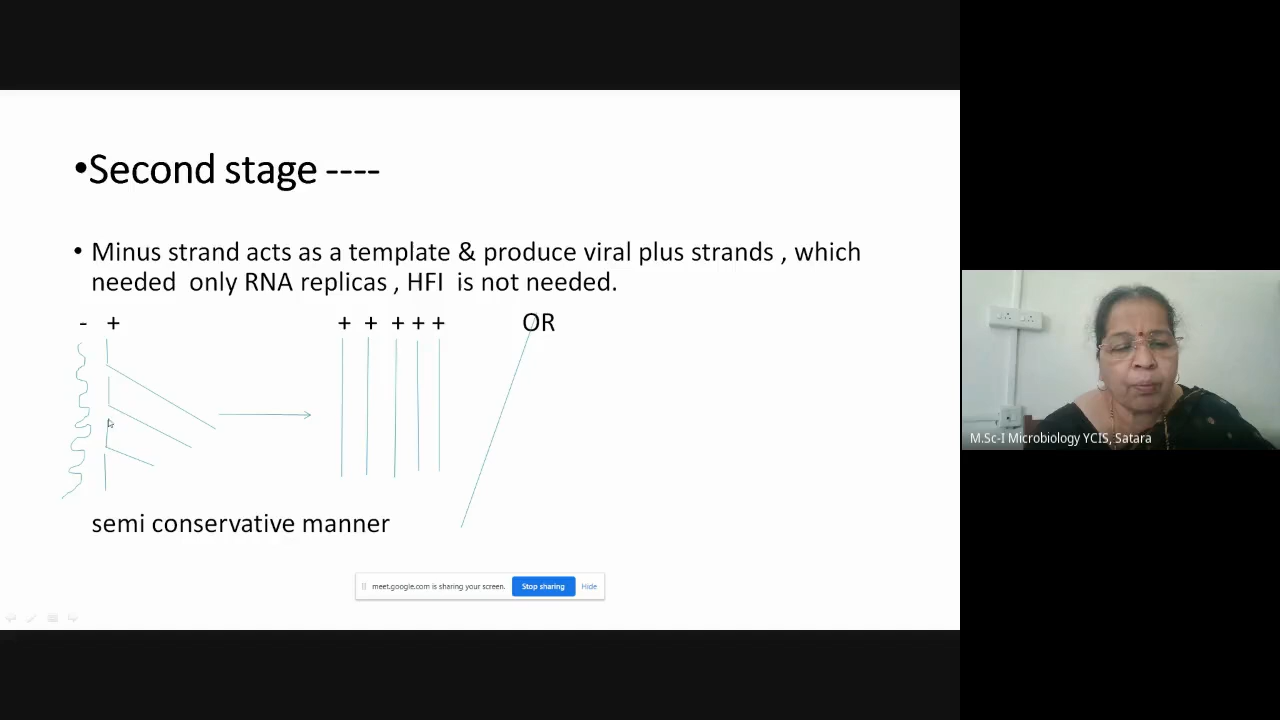 •Second stage ----
• Minus strand acts as a template & produce viral plus strands , which
needed only RNA replicas , HFI is not needed.
- + + + + + + OR
semi conservative manner
meet.google.com is sharing your screen. Stop sharing Hide
M.Sc-I Microbiology YCIS, Satara